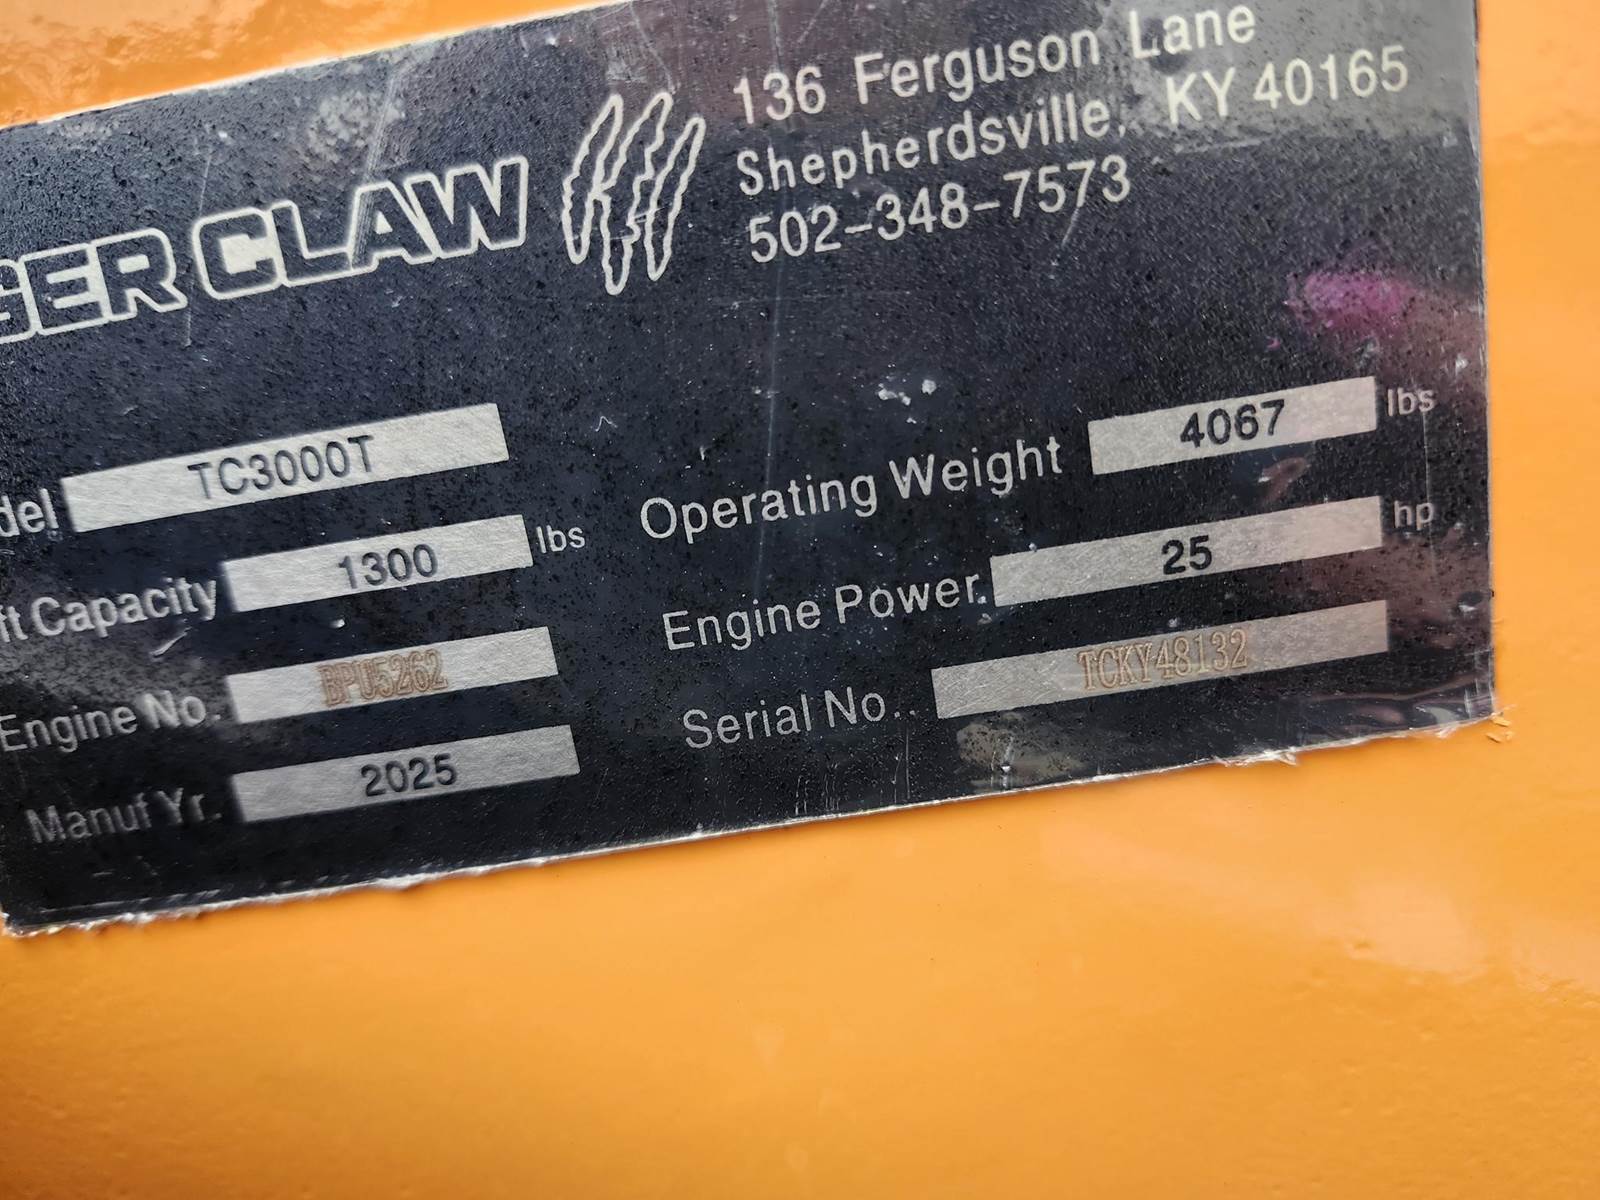 136 Ferguson Lane
Shepherdsville, KY 40165
502-348-7573
GER CLAW
del TC3000T
ft Capacity 1300 lbs
Engine No. BPU5262
Manuf Yr. 2025
Operating Weight 4067 lbs
Engine Power. 25 hp
Serial No.. TCKY48132